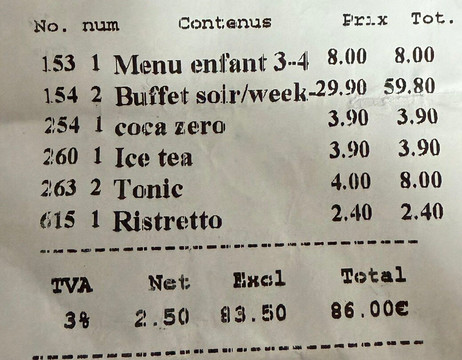 No. num Contenus Prix Tot.
153 1 Menu enfant 3-4 8.00 8.00
154 2 Buffet soir/week-29.90 59.80
254 1 coca zero 3.90 3.90
260 1 Ice tea 3.90 3.90
263 2 Tonic 4.00 8.00
615 1 Ristretto 2.40 2.40
TVA Net Excl Total
3% 2.50 83.50 86.00€